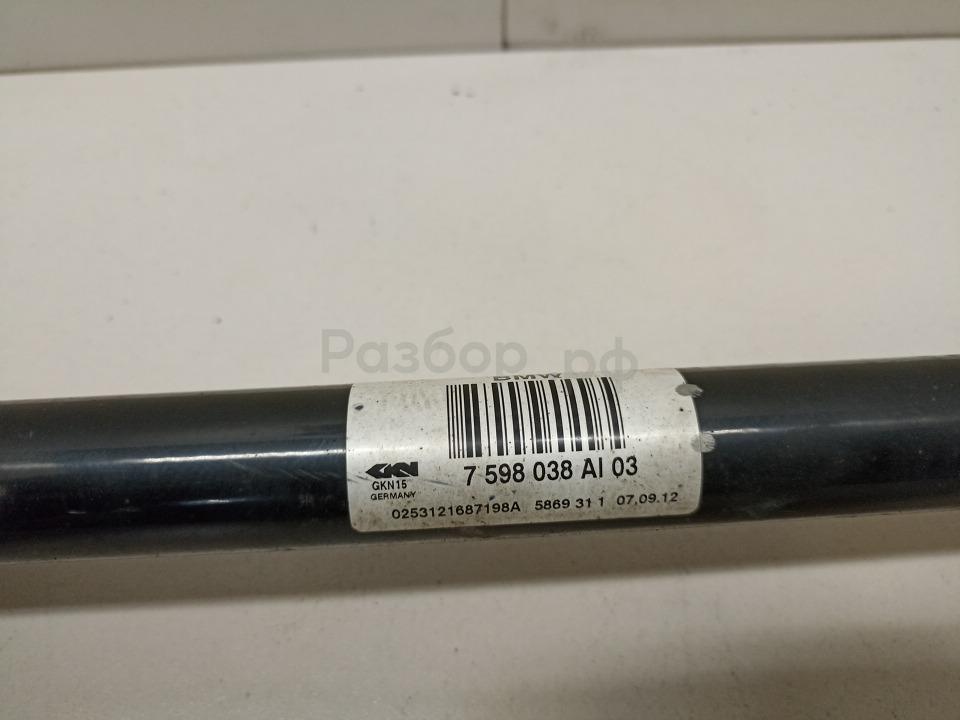 Разбор.рф
BMW
7 598 038 AI 03
GKN
GKN15
GERMANY
0253121687198A 5869 31 1 07.09.12